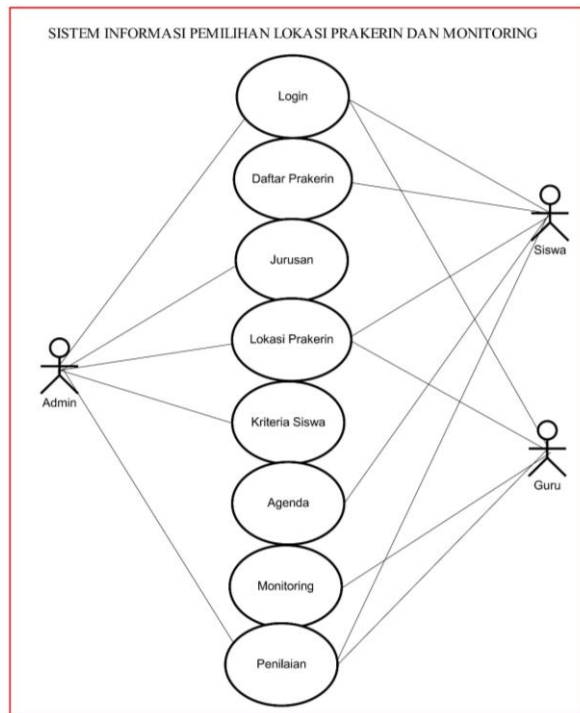 SISTEM INFORMASI PEMILIHAN LOKASI PRAKERIN DAN MONITORING
Login
Daftar Prakerin
Siswa
Jurusan
Lokasi Prakerin
Admin
Kriteria Siswa
Guru
Agenda
Monitoring
Penilaian